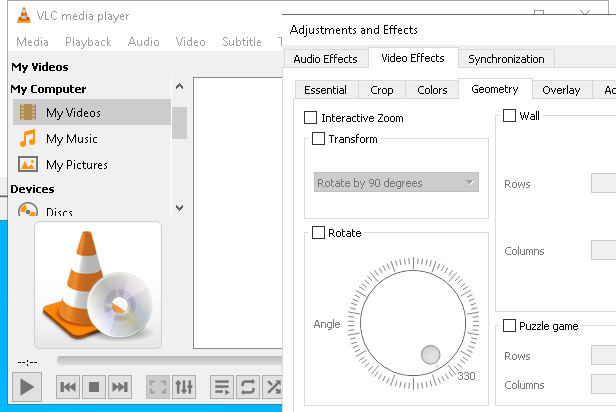 VLC media player
Media Playback Audio Video Subtitle
My Videos
My Computer
My Videos
My Music
My Pictures
Devices
Discs
--:--
Adjustments and Effects
Audio Effects Video Effects Synchronization
Essential Crop Colors Geometry Overlay
Interactive Zoom
Transform
Rotate by 90 degrees
Rotate
Angle
330
Wall
Rows
Columns
Puzzle game
Rows
Columns